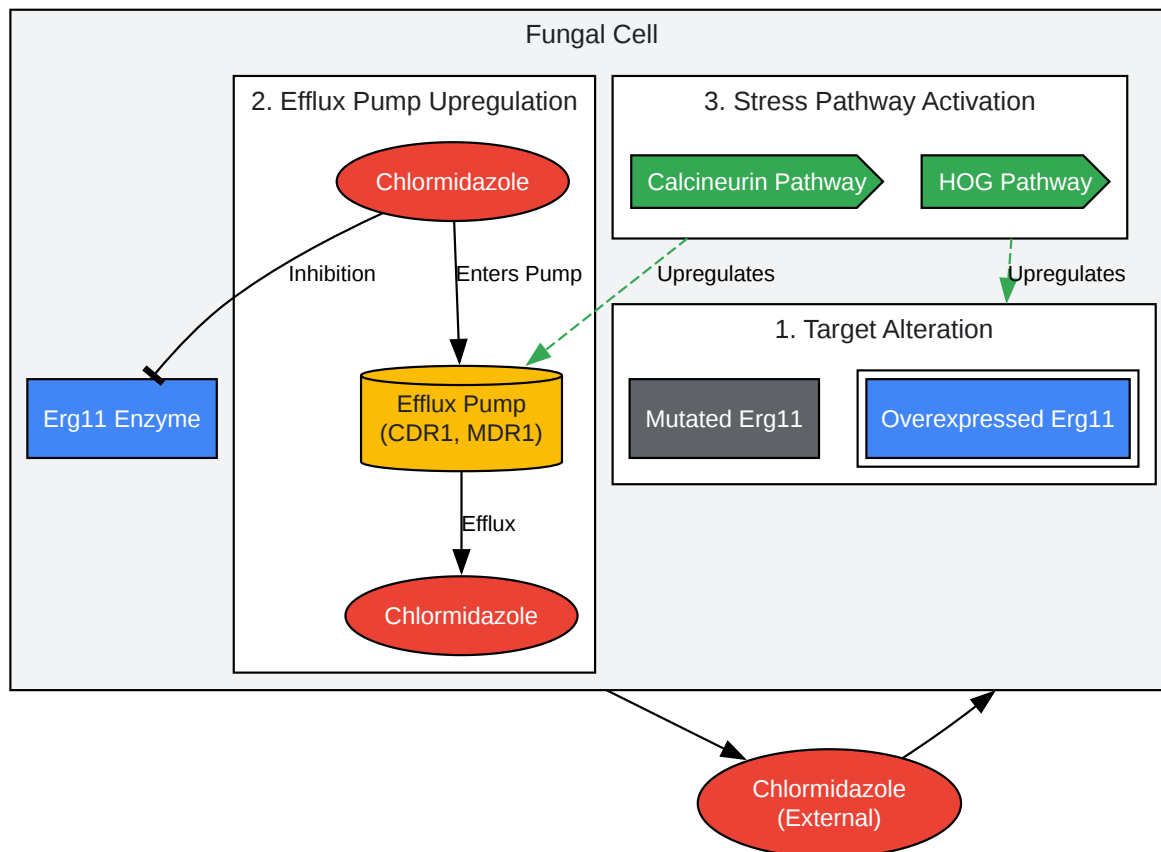 Fungal Cell
2. Efflux Pump Upregulation
3. Stress Pathway Activation
Chlormidazole
Calcineurin Pathway
HOG Pathway
Inhibition
Enters Pump
Upregulates
Upregulates
1. Target Alteration
Erg11 Enzyme
Efflux Pump
(CDR1, MDR1)
Mutated Erg11
Overexpressed Erg11
Efflux
Chlormidazole
Chlormidazole
(External)